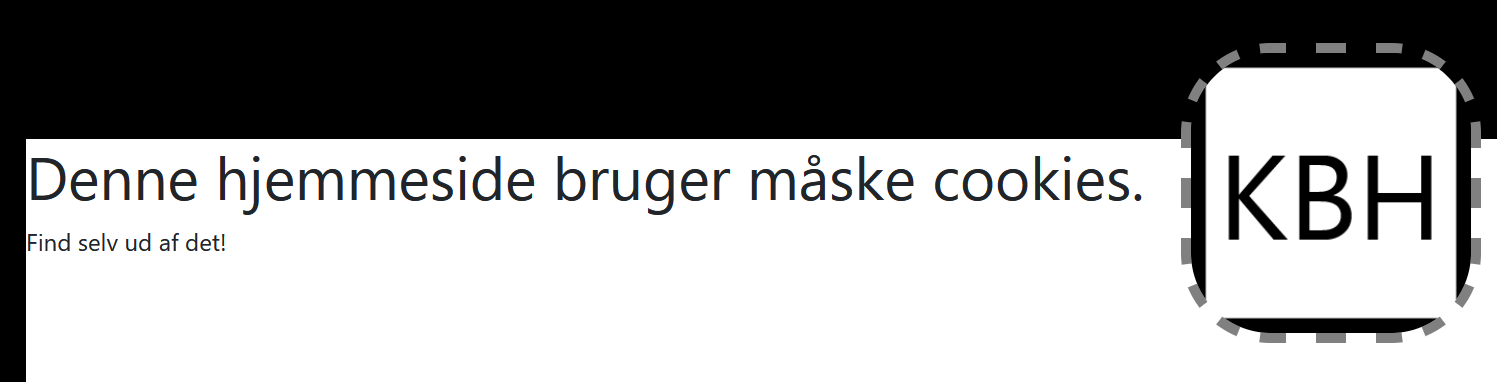 Denne hjemmeside bruger måske cookies.
Find selv ud af det!
KBH